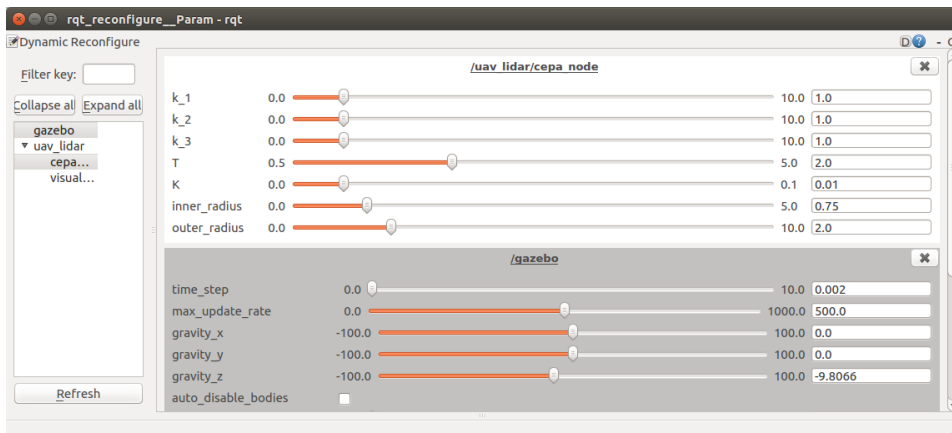 rqt_reconfigure__Param - rqt
Dynamic Reconfigure D ? -
Filter key:
Collapse all Expand all
gazebo
uav_lidar
cepa...
visual...
Refresh
/uav_lidar/cepa_node
k_1 0.0 10.0 1.0
k_2 0.0 10.0 1.0
k_3 0.0 10.0 1.0
T 0.5 5.0 2.0
K 0.0 0.1 0.01
inner_radius 0.0 5.0 0.75
outer_radius 0.0 10.0 2.0
/gazebo
time_step 0.0 10.0 0.002
max_update_rate 0.0 1000.0 500.0
gravity_x -100.0 100.0 0.0
gravity_y -100.0 100.0 0.0
gravity_z -100.0 100.0 -9.8066
auto_disable_bodies